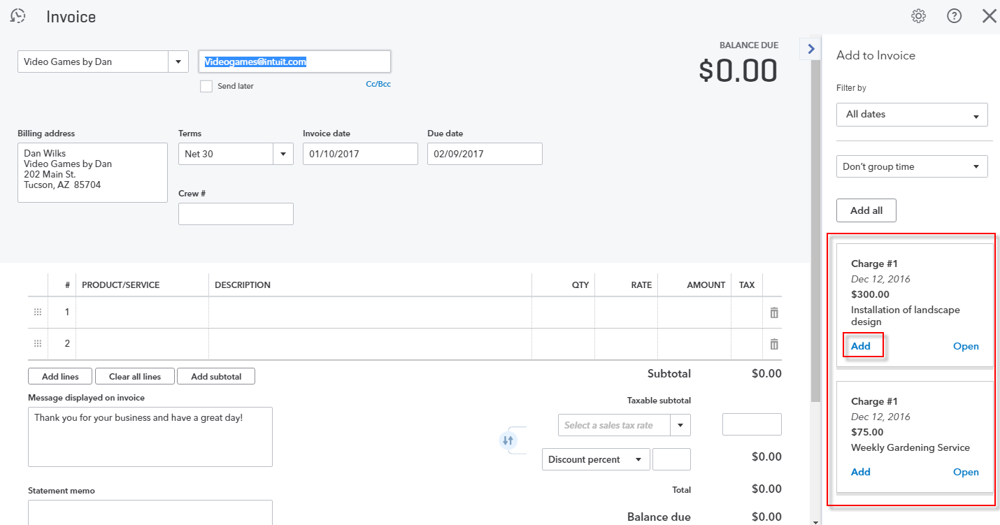 Invoice
Video Games by Dan
Videogames@intuit.com
Send later
Cc/Bcc
BALANCE DUE
$0.00
Billing address
Dan Wilks
Video Games by Dan
202 Main St.
Tucson, AZ  85704
Terms
Net 30
Invoice date
01/10/2017
Due date
02/09/2017
Crew #
# PRODUCT/SERVICE DESCRIPTION QTY RATE AMOUNT TAX
1
2
Add lines
Clear all lines
Add subtotal
Subtotal $0.00
Message displayed on invoice
Thank you for your business and have a great day!
Taxable subtotal
Select a sales tax rate
Discount percent
$0.00
Statement memo
Total $0.00
Balance due $0.00
Add to Invoice
Filter by
All dates
Don't group time
Add all
Charge #1
Dec 12, 2016
$300.00
Installation of landscape
design
Add Open
Charge #1
Dec 12, 2016
$75.00
Weekly Gardening Service
Add Open